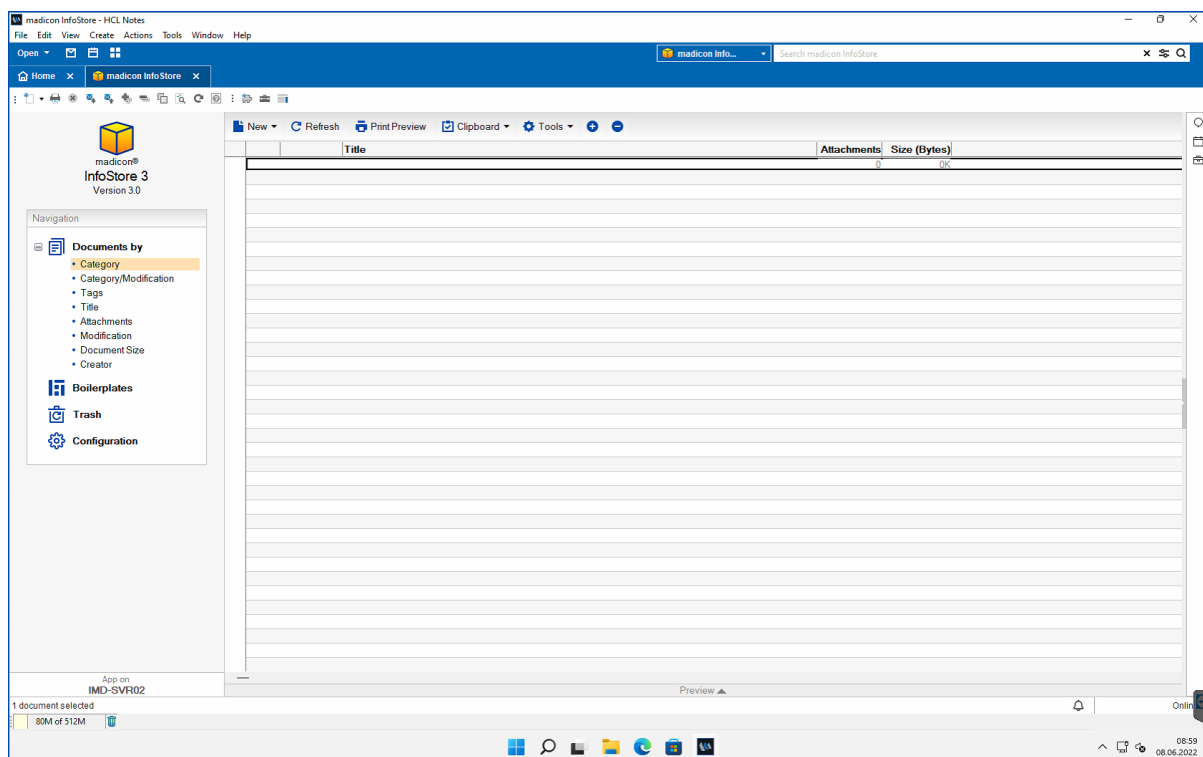 madicon InfoStore - HCL Notes
File Edit View Create Actions Tools Window Help
Open
madicon Info...
Search madicon InfoStore
Home
madicon InfoStore
New Refresh Print Preview Clipboard Tools
Title Attachments Size (Bytes)
0 0K
madicon®
InfoStore 3
Version 3.0
Navigation
Documents by
• Category
• Category/Modification
• Tags
• Title
• Attachments
• Modification
• Document Size
• Creator
Boilerplates
Trash
Configuration
App on
IMD-SVR02
Preview
1 document selected
Onlin
80M of 512M
08:59
08.06.2022